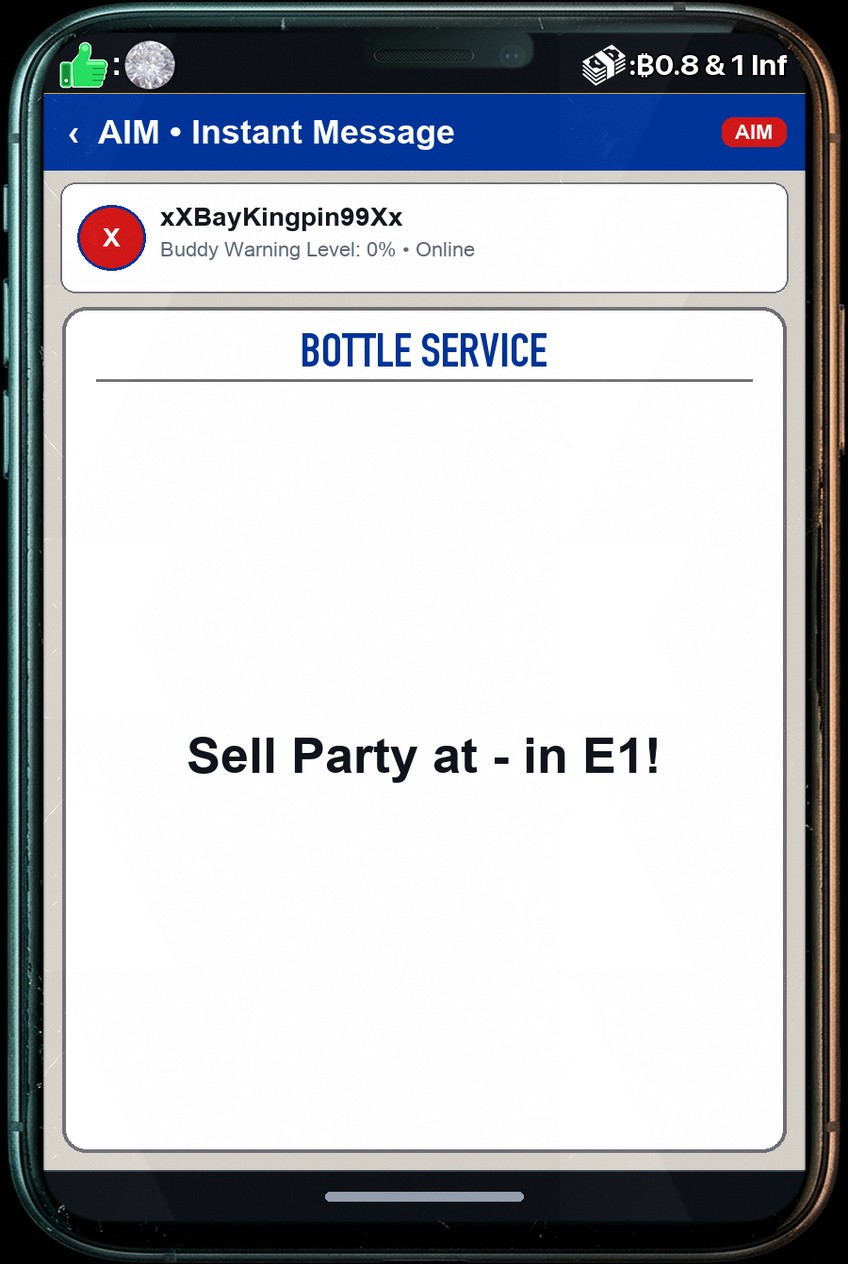 : :₿0.8 & 1 Inf
‹ AIM • Instant Message AIM
X xXBayKingpin99Xx
Buddy Warning Level: 0% • Online
BOTTLE SERVICE
Sell Party at - in E1!